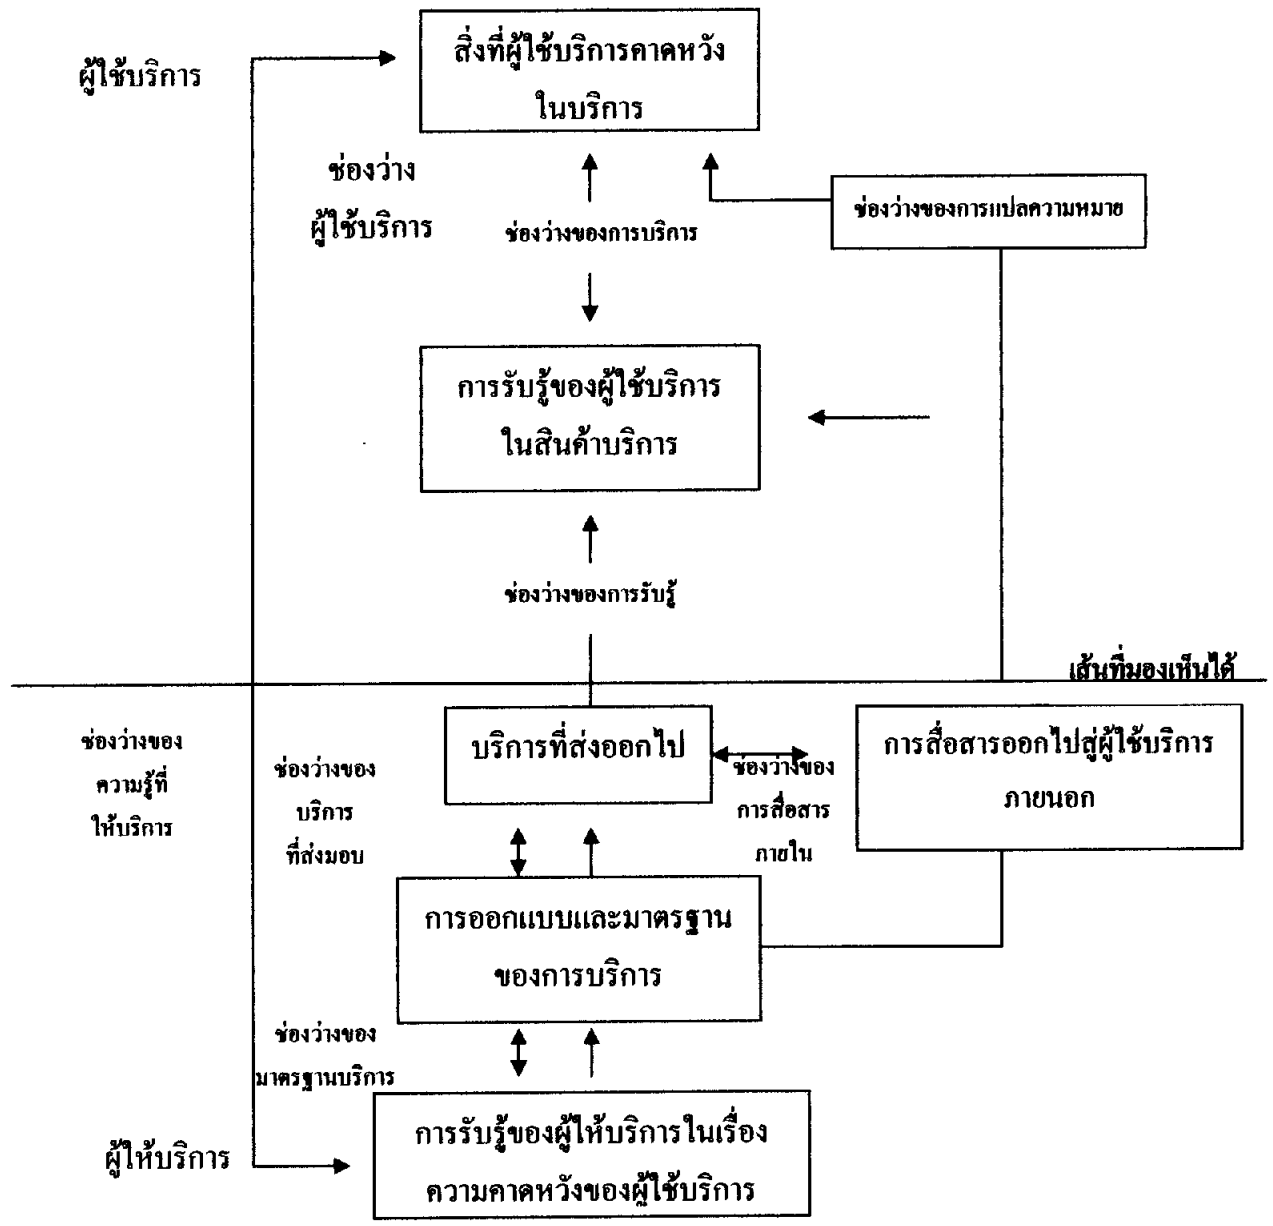 สิ่งที่ผู้ใช้บริการคาดหวัง
ในบริการ
ผู้ใช้บริการ
ช่องว่าง
ผู้ใช้บริการ
ช่องว่างของการแปลความหมาย
ช่องว่างของการบริการ
การรับรู้ของผู้ใช้บริการ
ในสินค้าบริการ
ช่องว่างของการรับรู้
เส้นที่มองเห็นได้
ช่องว่างของ
ความรู้ที่
ให้บริการ
ช่องว่างของ
บริการ
ที่ส่งมอบ
บริการที่ส่งออกไป
ช่องว่างของ
การสื่อสาร
ภายใน
การสื่อสารออกไปสู่ผู้ใช้บริการ
ภายนอก
การออกแบบและมาตรฐาน
ของการบริการ
ช่องว่างของ
มาตรฐานบริการ
ผู้ให้บริการ
การรับรู้ของผู้ให้บริการในเรื่อง
ความคาดหวังของผู้ใช้บริการ